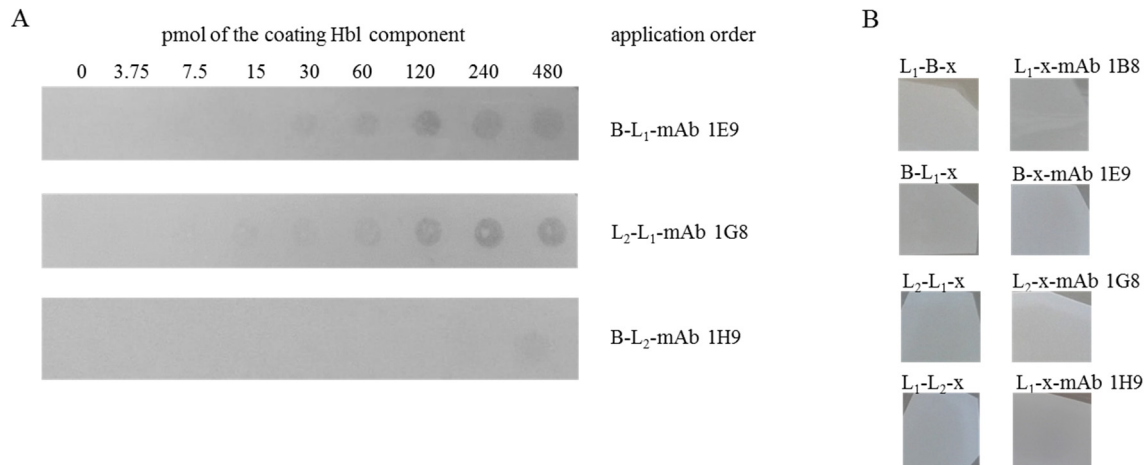 A
pmol of the coating Hbl component
application order
0 3.75 7.5 15 30 60 120 240 480
B-L₁-mAb 1E9
L₂-L₁-mAb 1G8
B-L₂-mAb 1H9
B
L₁-B-x
L₁-x-mAb 1B8
B-L₁-x
B-x-mAb 1E9
L₂-L₁-x
L₂-x-mAb 1G8
L₁-L₂-x
L₁-x-mAb 1H9